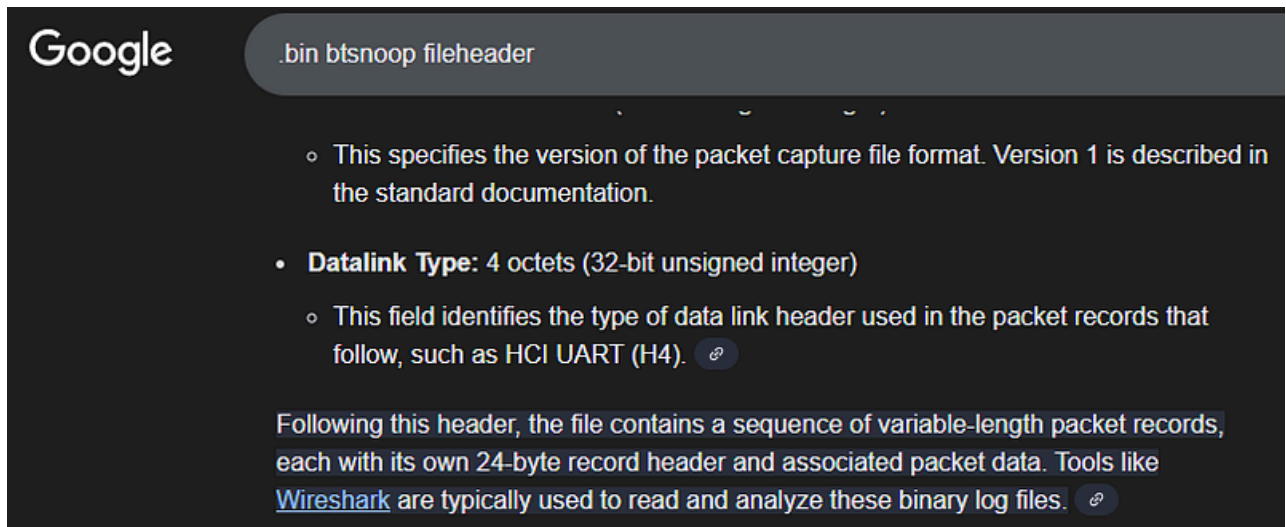 Google
.bin btsnoop fileheader
This specifies the version of the packet capture file format. Version 1 is described in
the standard documentation.
Datalink Type: 4 octets (32-bit unsigned integer)
This field identifies the type of data link header used in the packet records that
follow, such as HCI UART (H4).
Following this header, the file contains a sequence of variable-length packet records,
each with its own 24-byte record header and associated packet data. Tools like
Wireshark are typically used to read and analyze these binary log files.